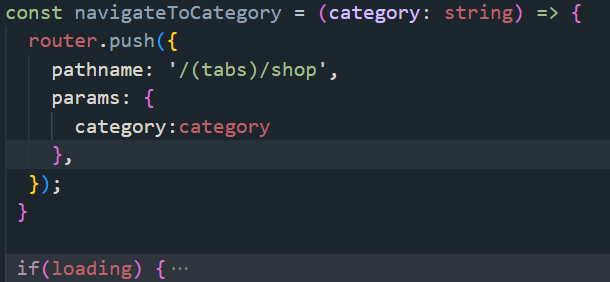 const navigateToCategory = (category: string) => {
  router.push({
    pathname: '/(tabs)/shop',
    params: {
      category:category
    },
  });
}
if(loading) {···